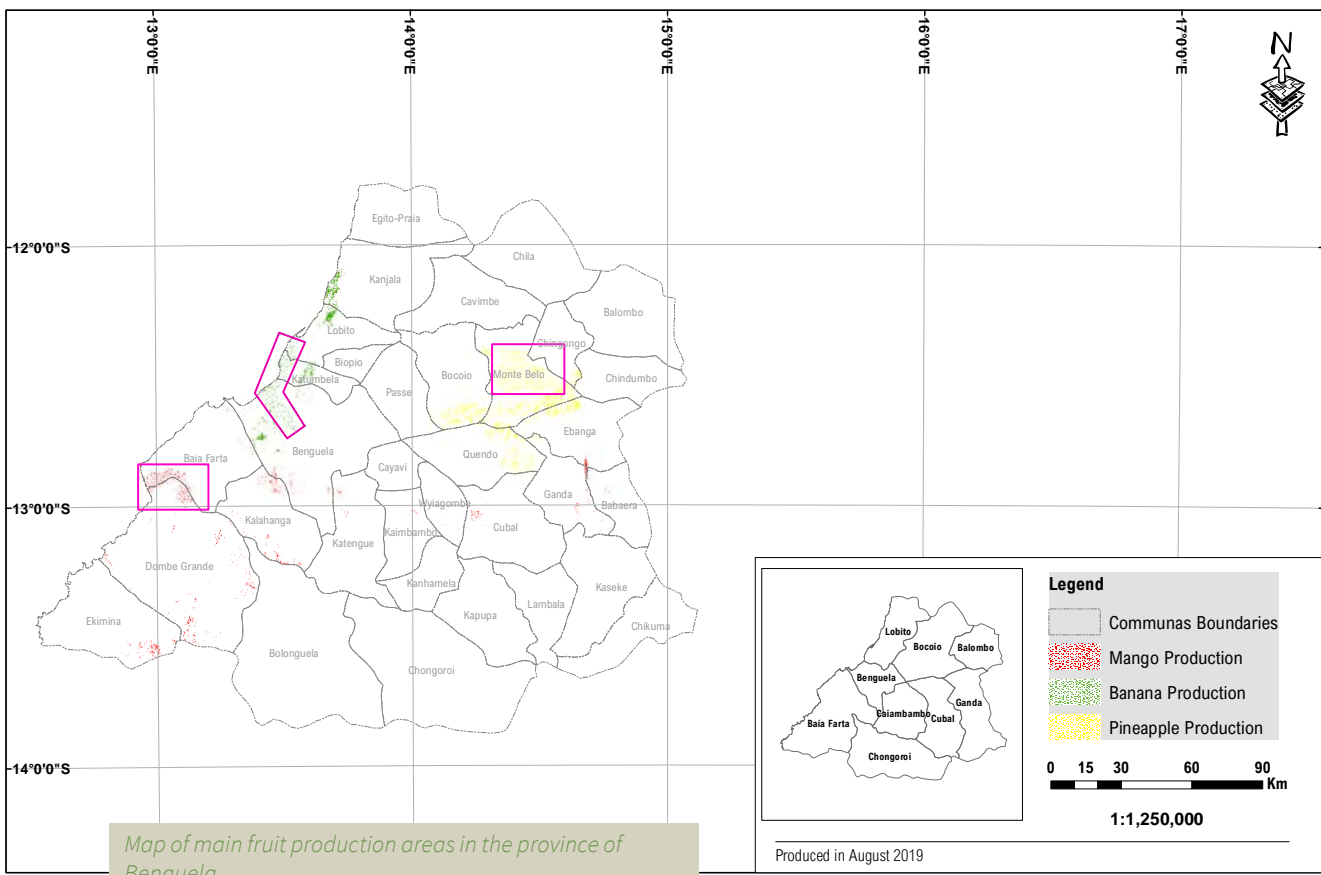 13°0'0"E
14°0'0"E
15°0'0"E
16°0'0"E
17°0'0"E
N
-12°0'0"S
-13°0'0"S
-14°0'0"S
Egito-Praia
Chila
Kanjala
Cavimbe
Balombo
Lobito
Chingongo
Biopio
Katumbela
Bocoio
Monte Belo
Chindumbo
Passe
Ebanga
Benguela
Baia Farta
Quendo
Cayavi
Ganda
Babaera
Wyiagombe
Kalahanga
Katengue
Kaimbambo
Cubal
Dombe Grande
Kanhamela
Kaseke
Lambala
Kapupa
Ekimina
Chikuma
Bolonguela
Chongoroi
Lobito
Bocoio
Balombo
Benguela
Ganda
Caiambambo
Cubal
Baia Farta
Chongoroi
Legend
Communas Boundaries
Mango Production
Banana Production
Pineapple Production
0 15 30 60 90
Km
1:1,250,000
Produced in August 2019
Map of main fruit production areas in the province of
Benguela